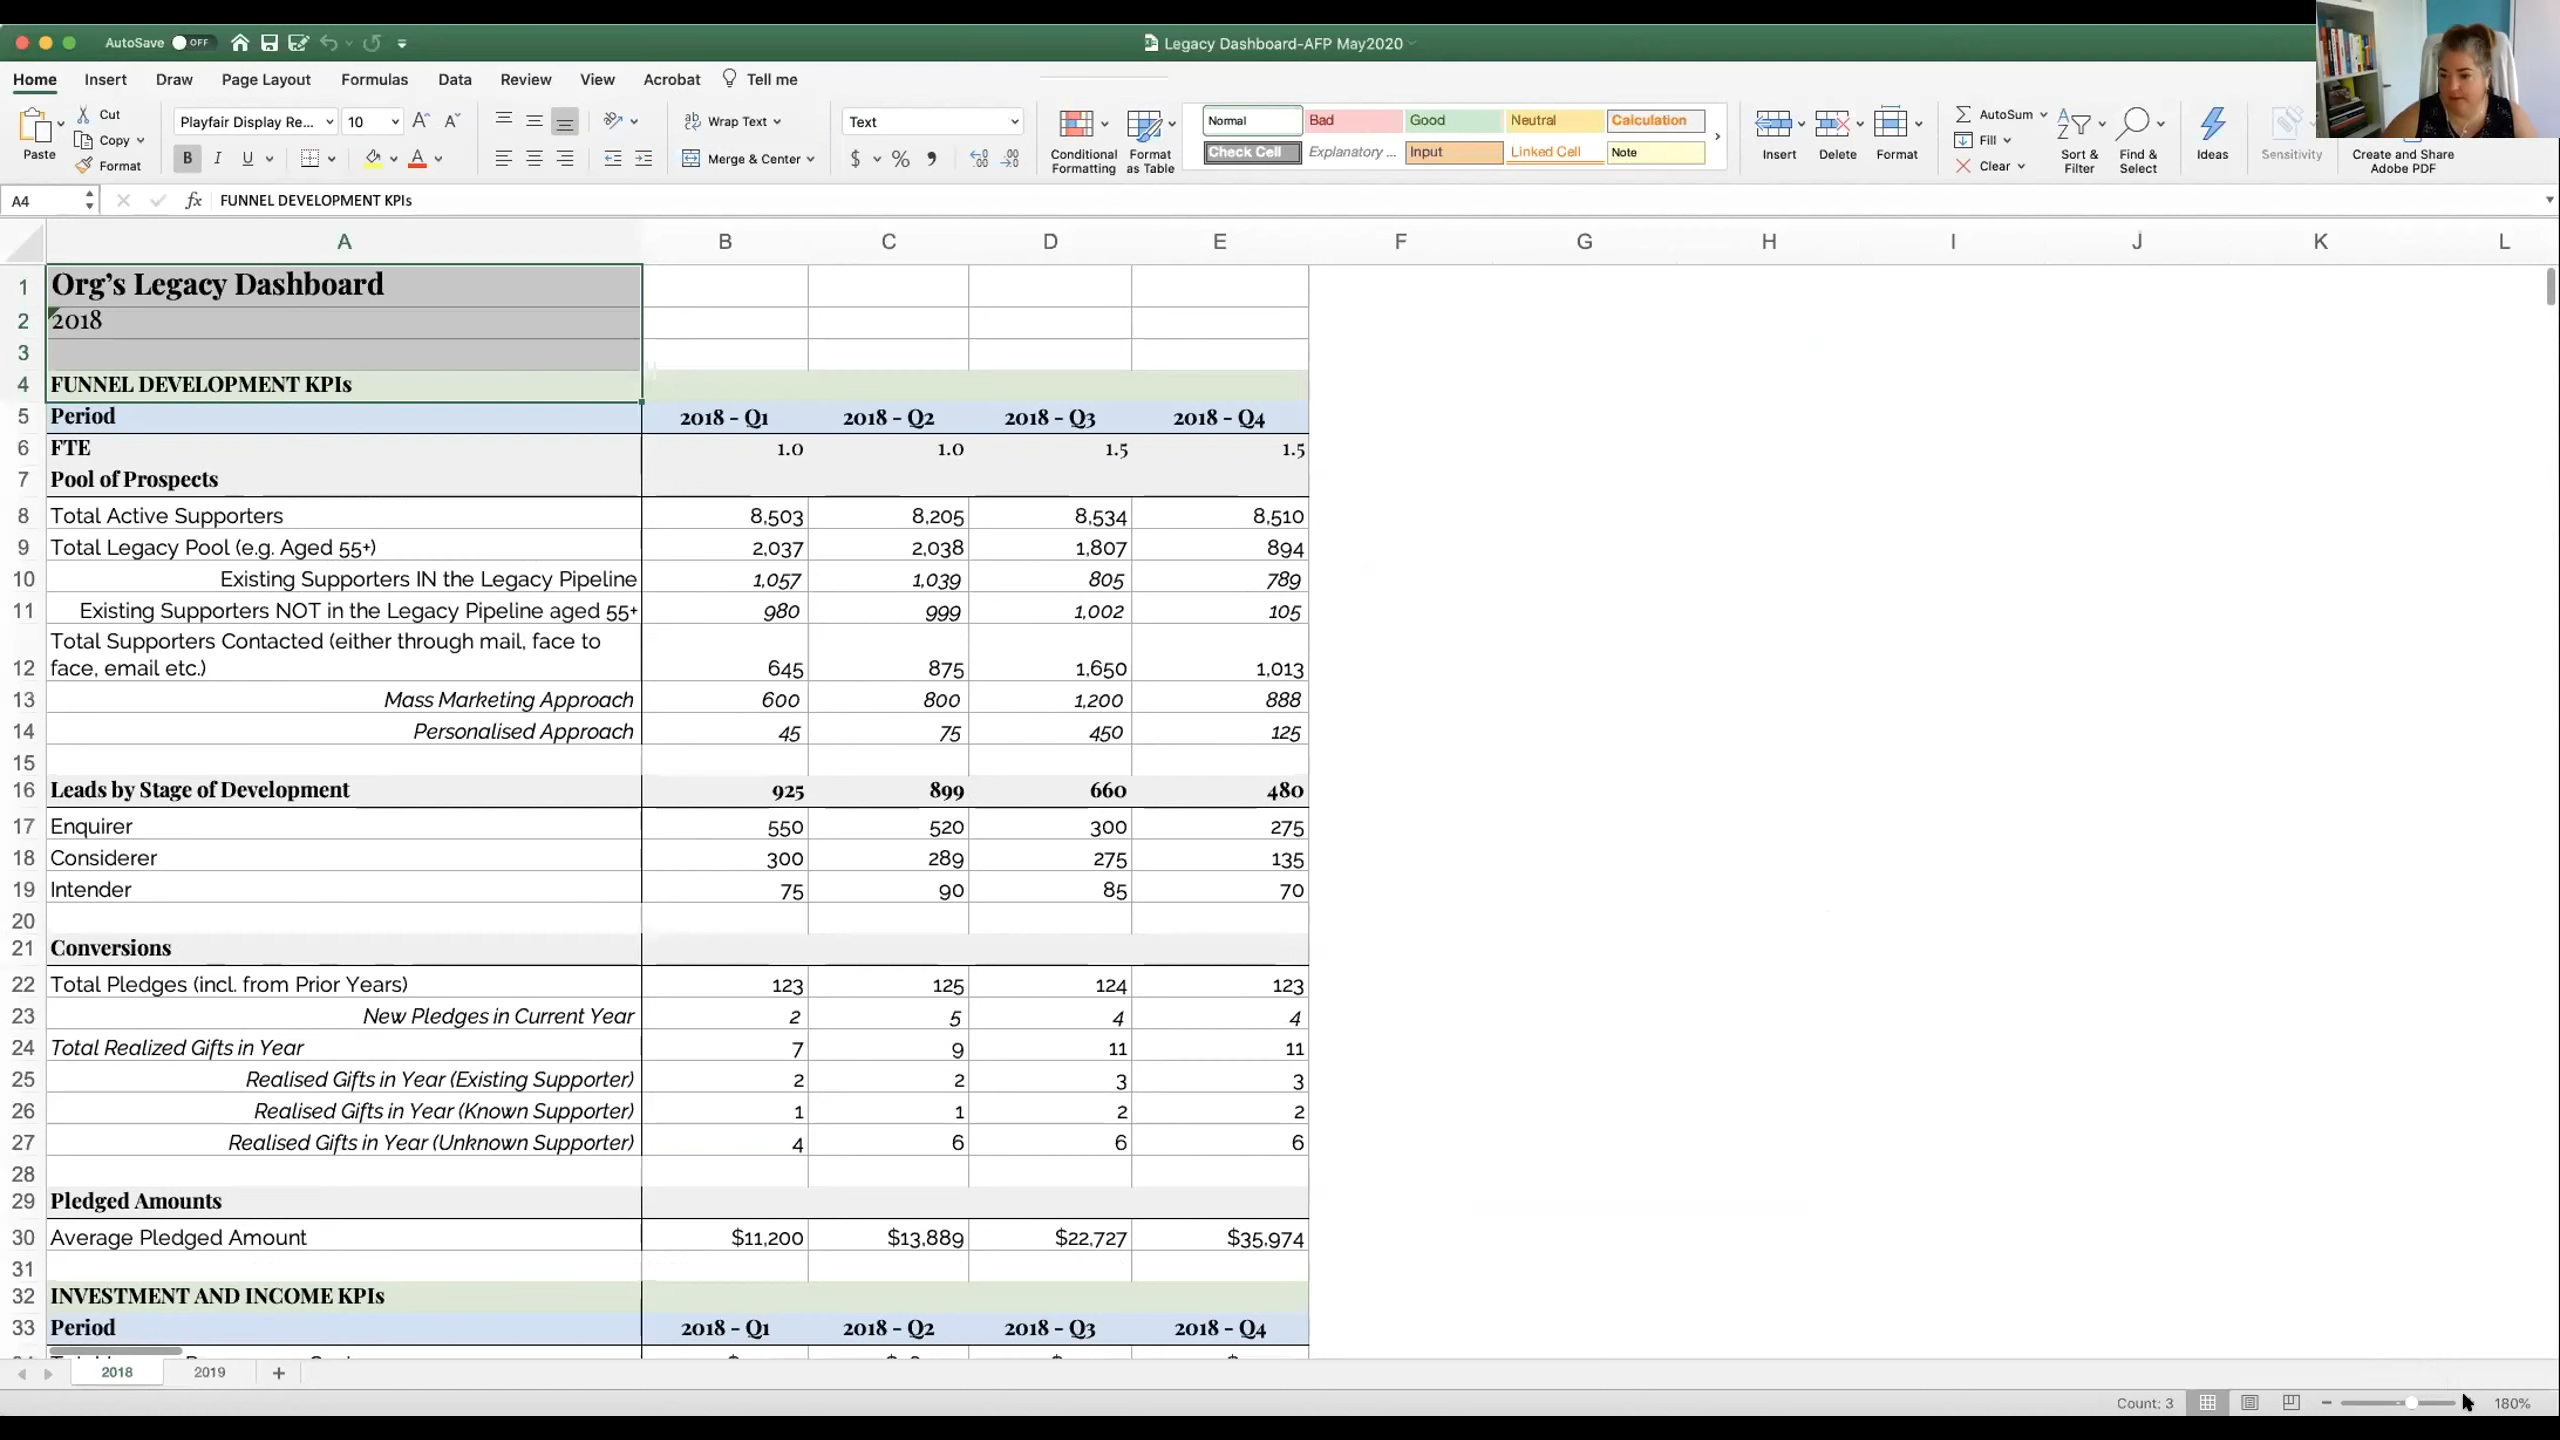 AutoSave OFF
Legacy Dashboard-AFP May2020
Home Insert Draw Page Layout Formulas Data Review View Acrobat Tell me
Paste Cut Copy Format
Playfair Display Re... 10
B I U
Wrap Text
Merge & Center
Text
$ %
Conditional Formatting
Format as Table
Normal Bad Good Neutral Calculation
Check Cell Explanatory ... Input Linked Cell Note
Insert Delete Format
AutoSum
Fill
Clear
Sort & Filter
Find & Select
Ideas
Sensitivity
Create and Share Adobe PDF
A4 fx FUNNEL DEVELOPMENT KPIs
A B C D E F G H I J K L
1 Org's Legacy Dashboard
2 2018
3
4 FUNNEL DEVELOPMENT KPIs
5 Period 2018 - Q1 2018 - Q2 2018 - Q3 2018 - Q4
6 FTE 1.0 1.0 1.5 1.5
7 Pool of Prospects
8 Total Active Supporters 8,503 8,205 8,534 8,510
9 Total Legacy Pool (e.g. Aged 55+) 2,037 2,038 1,807 894
10 Existing Supporters IN the Legacy Pipeline 1,057 1,039 805 789
11 Existing Supporters NOT in the Legacy Pipeline aged 55+ 980 999 1,002 105
Total Supporters Contacted (either through mail, face to
12 face, email etc.) 645 875 1,650 1,013
13 Mass Marketing Approach 600 800 1,200 888
14 Personalised Approach 45 75 450 125
15
16 Leads by Stage of Development 925 899 660 480
17 Enquirer 550 520 300 275
18 Considerer 300 289 275 135
19 Intender 75 90 85 70
20
21 Conversions
22 Total Pledges (incl. from Prior Years) 123 125 124 123
23 New Pledges in Current Year 2 5 4 4
24 Total Realized Gifts in Year 7 9 11 11
25 Realised Gifts in Year (Existing Supporter) 2 2 3 3
26 Realised Gifts in Year (Known Supporter) 1 1 2 2
27 Realised Gifts in Year (Unknown Supporter) 4 6 6 6
28
29 Pledged Amounts
30 Average Pledged Amount $11,200 $13,889 $22,727 $35,974
31
32 INVESTMENT AND INCOME KPIs
33 Period 2018 - Q1 2018 - Q2 2018 - Q3 2018 - Q4
2018 2019 +
Count: 3 180%